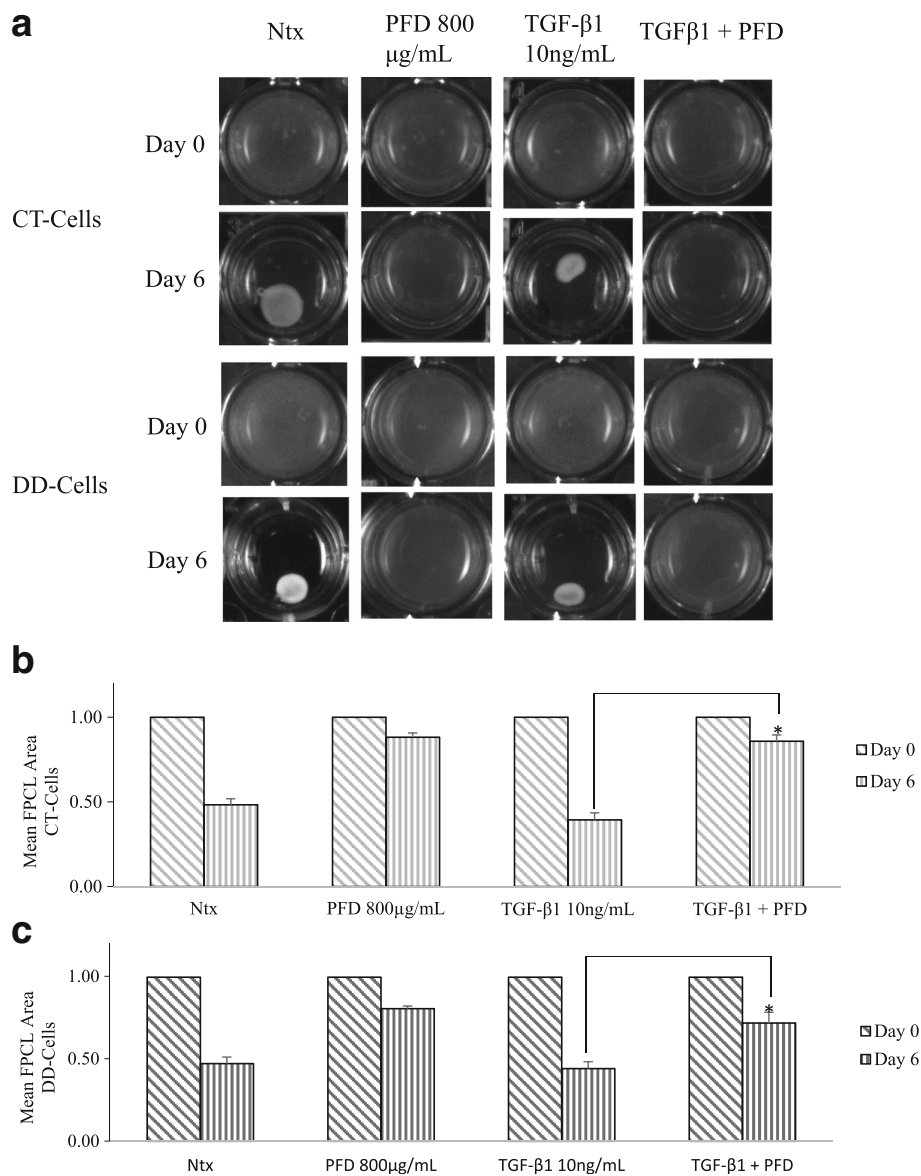 a
Ntx
PFD 800
µg/mL
TGF-β1
10ng/mL
TGFβ1 + PFD
Day 0
CT-Cells
Day 6
Day 0
DD-Cells
Day 6
b
Mean FPCL Area
CT-Cells
1.00
0.50
0.00
*
Day 0
Day 6
Ntx
PFD 800µg/mL
TGF-β1 10ng/mL
TGF-β1 + PFD
c
Mean FPCL Area
DD-Cells
1.00
0.50
0.00
*
Day 0
Day 6
Ntx
PFD 800µg/mL
TGF-β1 10ng/mL
TGF-β1 + PFD